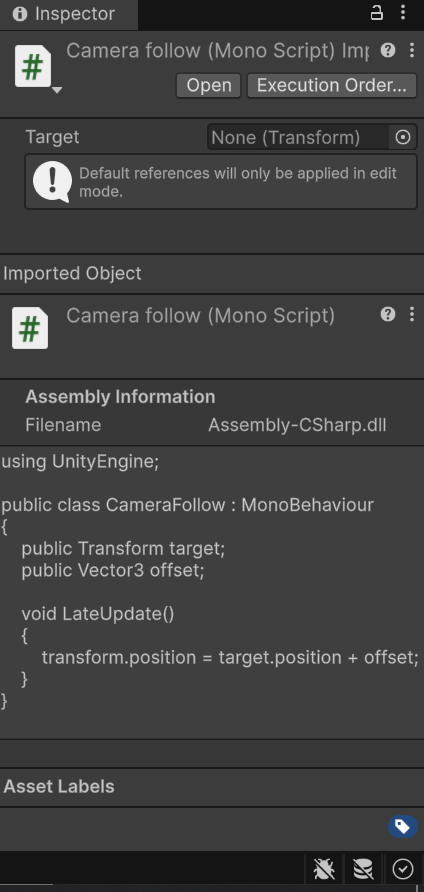 Inspector
Camera follow (Mono Script) Imp
Open
Execution Order...
Target
None (Transform)
Default references will only be applied in edit
mode.
Imported Object
Camera follow (Mono Script)
Assembly Information
Filename
Assembly-CSharp.dll
using UnityEngine;
public class CameraFollow : MonoBehaviour
{
    public Transform target;
    public Vector3 offset;
    void LateUpdate()
    {
        transform.position = target.position + offset;
    }
}
Asset Labels